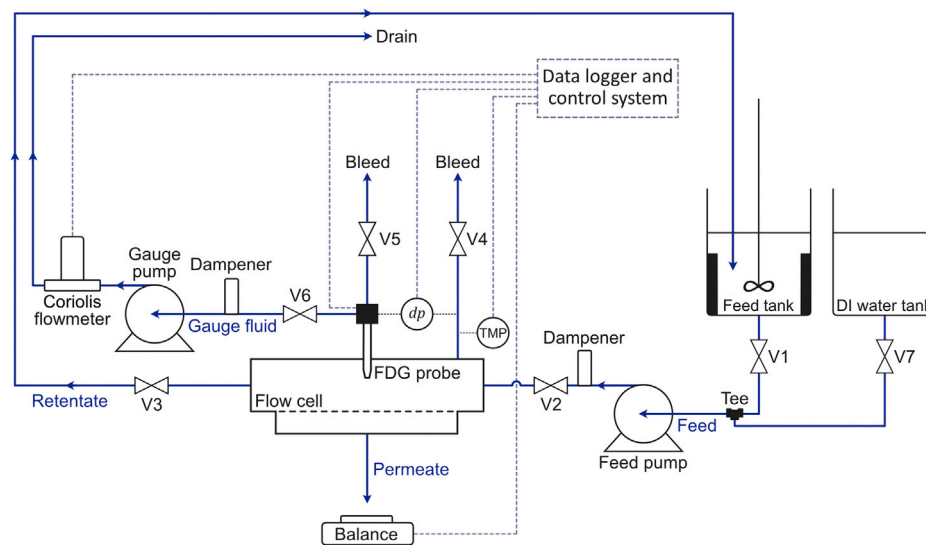 Drain
Data logger and
control system
Bleed
Bleed
V5
V4
Gauge
pump
Dampener
V6
dp
TMP
Coriolis
flowmeter
Gauge fluid
Feed tank
DI water tank
Dampener
V1
V7
FDG probe
Flow cell
Retentate
V3
V2
Tee
Feed
Feed pump
Permeate
Balance